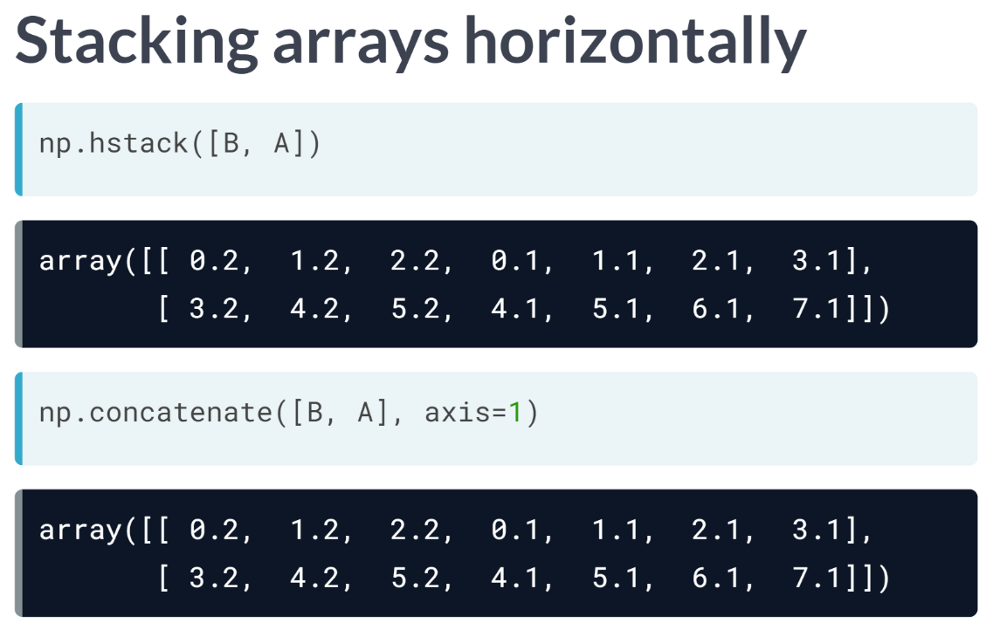 Stacking arrays horizontally
np.hstack([B, A])
array([[ 0.2,  1.2,  2.2,  0.1,  1.1,  2.1,  3.1],
       [ 3.2,  4.2,  5.2,  4.1,  5.1,  6.1,  7.1]])
np.concatenate([B, A], axis=1)
array([[ 0.2,  1.2,  2.2,  0.1,  1.1,  2.1,  3.1],
       [ 3.2,  4.2,  5.2,  4.1,  5.1,  6.1,  7.1]])